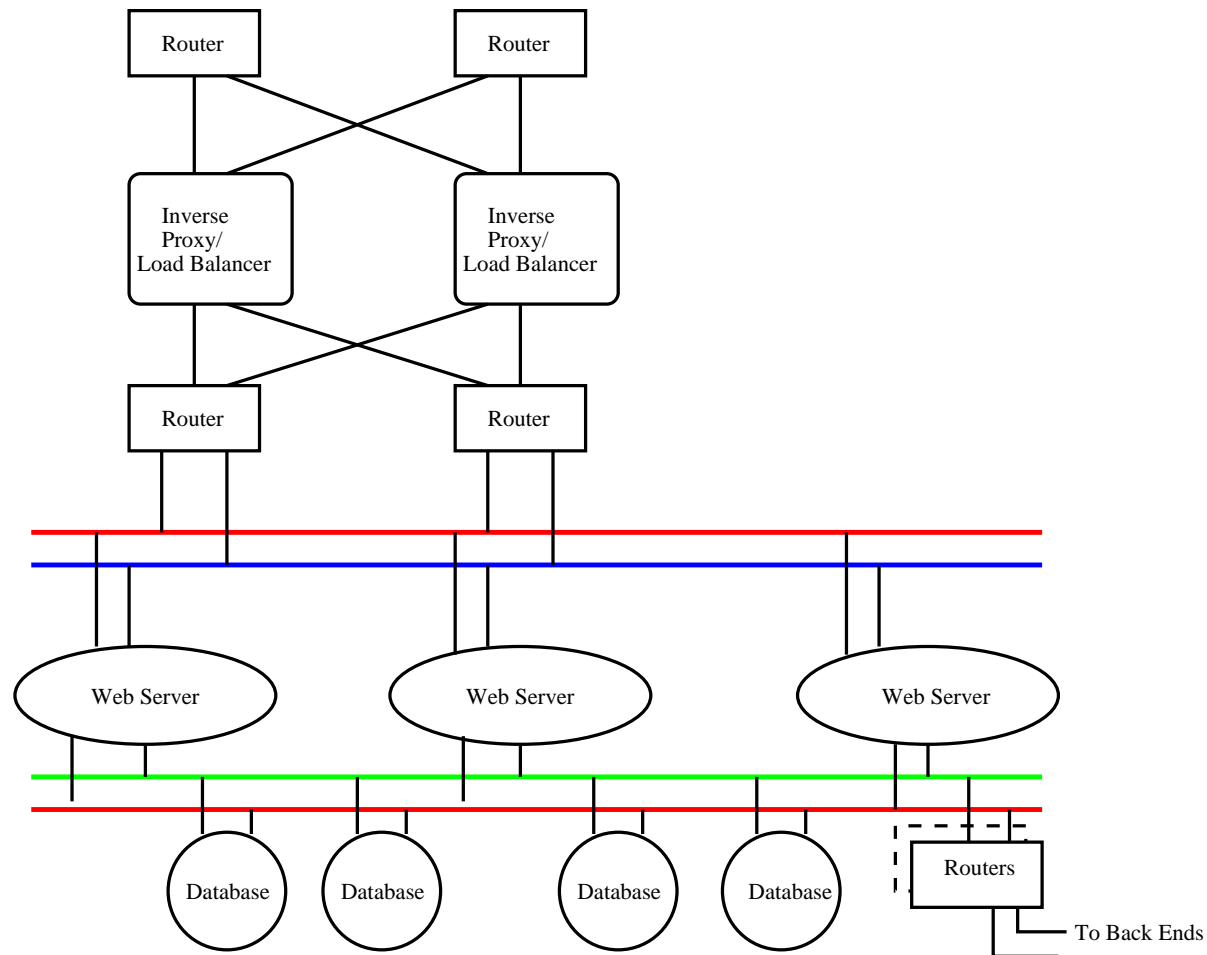 Router
Router
Inverse
Proxy/
Load Balancer
Inverse
Proxy/
Load Balancer
Router
Router
Web Server
Web Server
Web Server
Database
Database
Database
Database
Routers
To Back Ends